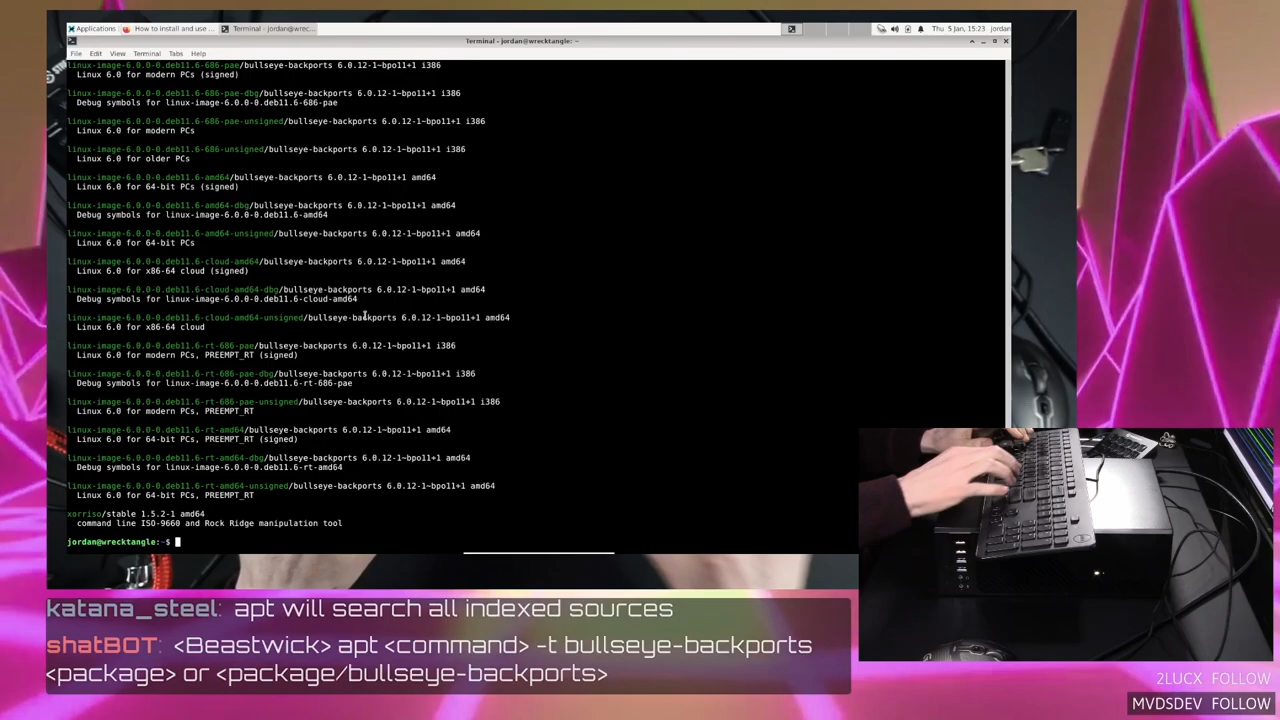 Applications
How to install and use ...
Terminal - jordan@wrec...
Thu 5 Jan, 15:23 jordan
Terminal - jordan@wrecktangle: ~
File Edit View Terminal Tabs Help
linux-image-6.0.0-0.deb11.6-686-pae/bullseye-backports 6.0.12-1~bpo11+1 i386
Linux 6.0 for modern PCs (signed)
linux-image-6.0.0-0.deb11.6-686-pae-dbg/bullseye-backports 6.0.12-1~bpo11+1 i386
Debug symbols for linux-image-6.0.0-0.deb11.6-686-pae
linux-image-6.0.0-0.deb11.6-686-pae-unsigned/bullseye-backports 6.0.12-1~bpo11+1 i386
Linux 6.0 for modern PCs
linux-image-6.0.0-0.deb11.6-686-unsigned/bullseye-backports 6.0.12-1~bpo11+1 i386
Linux 6.0 for older PCs
linux-image-6.0.0-0.deb11.6-amd64/bullseye-backports 6.0.12-1~bpo11+1 amd64
Linux 6.0 for 64-bit PCs (signed)
linux-image-6.0.0-0.deb11.6-amd64-dbg/bullseye-backports 6.0.12-1~bpo11+1 amd64
Debug symbols for linux-image-6.0.0-0.deb11.6-amd64
linux-image-6.0.0-0.deb11.6-amd64-unsigned/bullseye-backports 6.0.12-1~bpo11+1 amd64
Linux 6.0 for 64-bit PCs
linux-image-6.0.0-0.deb11.6-cloud-amd64/bullseye-backports 6.0.12-1~bpo11+1 amd64
Linux 6.0 for x86-64 cloud (signed)
linux-image-6.0.0-0.deb11.6-cloud-amd64-dbg/bullseye-backports 6.0.12-1~bpo11+1 amd64
Debug symbols for linux-image-6.0.0-0.deb11.6-cloud-amd64
linux-image-6.0.0-0.deb11.6-cloud-amd64-unsigned/bullseye-backports 6.0.12-1~bpo11+1 amd64
Linux 6.0 for x86-64 cloud
linux-image-6.0.0-0.deb11.6-rt-686-pae/bullseye-backports 6.0.12-1~bpo11+1 i386
Linux 6.0 for modern PCs, PREEMPT_RT (signed)
linux-image-6.0.0-0.deb11.6-rt-686-pae-dbg/bullseye-backports 6.0.12-1~bpo11+1 i386
Debug symbols for linux-image-6.0.0-0.deb11.6-rt-686-pae
linux-image-6.0.0-0.deb11.6-rt-686-pae-unsigned/bullseye-backports 6.0.12-1~bpo11+1 i386
Linux 6.0 for modern PCs, PREEMPT_RT
linux-image-6.0.0-0.deb11.6-rt-amd64/bullseye-backports 6.0.12-1~bpo11+1 amd64
Linux 6.0 for 64-bit PCs, PREEMPT_RT (signed)
linux-image-6.0.0-0.deb11.6-rt-amd64-dbg/bullseye-backports 6.0.12-1~bpo11+1 amd64
Debug symbols for linux-image-6.0.0-0.deb11.6-rt-amd64
linux-image-6.0.0-0.deb11.6-rt-amd64-unsigned/bullseye-backports 6.0.12-1~bpo11+1 amd64
Linux 6.0 for 64-bit PCs, PREEMPT_RT
xorriso/stable 1.5.2-1 amd64
command line ISO-9660 and Rock Ridge manipulation tool
jordan@wrecktangle:~$
katana_steel: apt will search all indexed sources
shatBOT: <Beastwick> apt <command> -t bullseye-backports
<package> or <package/bullseye-backports>
2LUCX FOLLOW
MVDSDEV FOLLOW